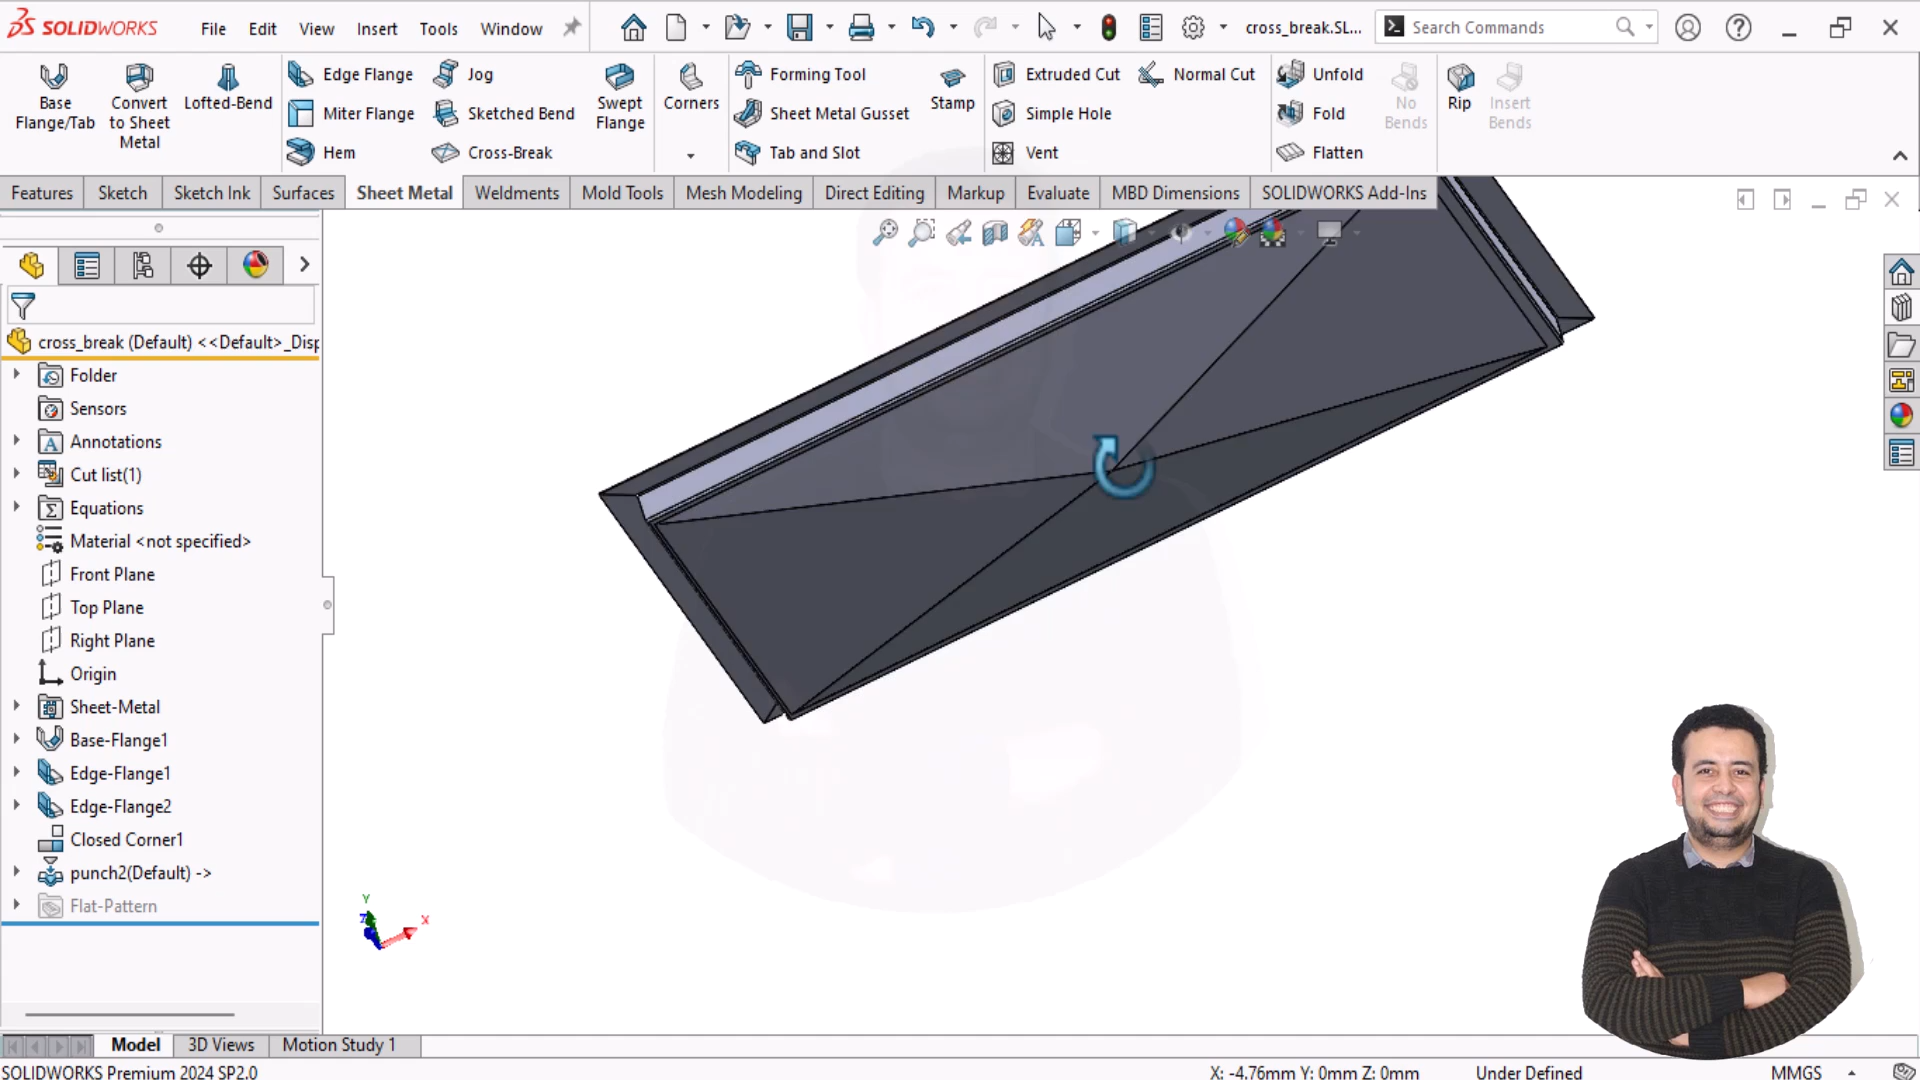 SOLIDWORKS File Edit View Insert Tools Window cross_break.SL... Search Commands
Base Flange/Tab
Convert to Sheet Metal
Lofted-Bend
Edge Flange
Miter Flange
Hem
Jog
Sketched Bend
Cross-Break
Swept Flange
Corners
Forming Tool
Sheet Metal Gusset
Tab and Slot
Stamp
Extruded Cut
Simple Hole
Vent
Normal Cut
Unfold
Fold
Flatten
No Bends
Rip
Insert Bends
Features Sketch Sketch Ink Surfaces Sheet Metal Weldments Mold Tools Mesh Modeling Direct Editing Markup Evaluate MBD Dimensions SOLIDWORKS Add-Ins
cross_break (Default) <<Default>_Disp
Folder
Sensors
Annotations
Cut list(1)
Equations
Material <not specified>
Front Plane
Top Plane
Right Plane
Origin
Sheet-Metal
Base-Flange1
Edge-Flange1
Edge-Flange2
Closed Corner1
punch2(Default) ->
Flat-Pattern
Y
Z
X
Model 3D Views Motion Study 1
SOLIDWORKS Premium 2024 SP2.0 X: -4.76mm Y: 0mm Z: 0mm Under Defined MMGS